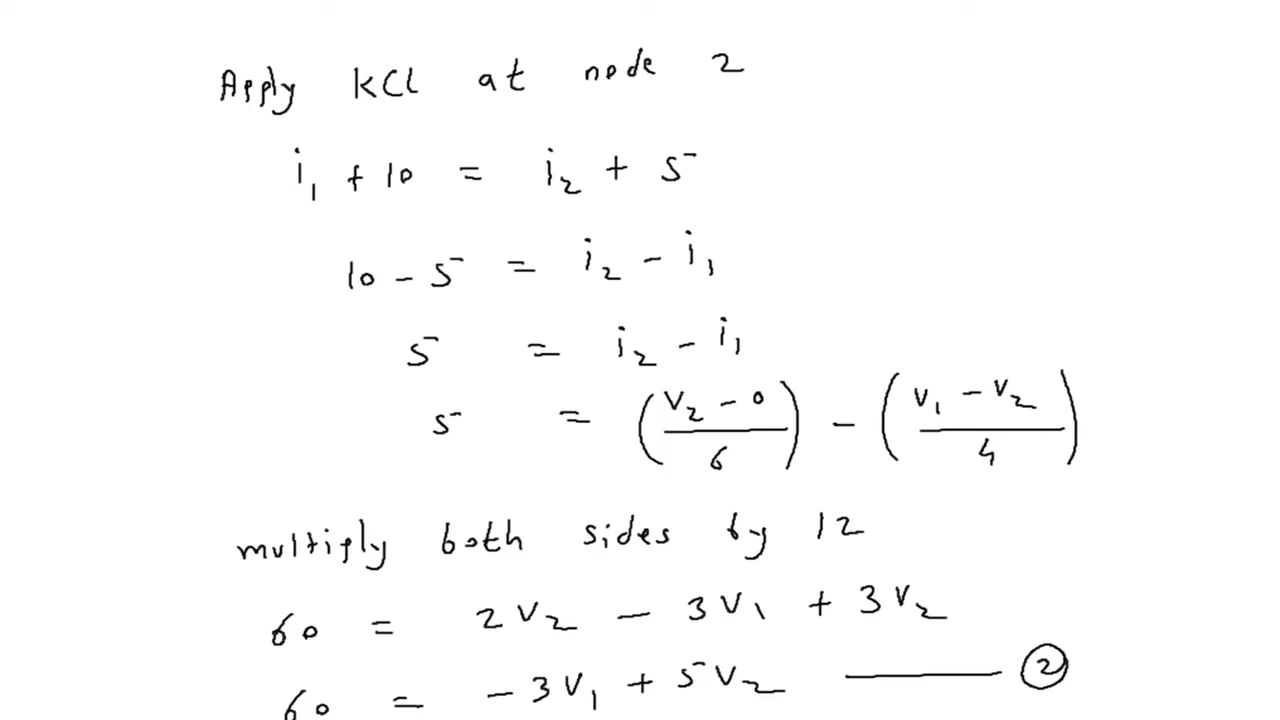 Apply KCL at node 2
i₁ + 10 = i₂ + 5
10 - 5 = i₂ - i₁
5 = i₂ - i₁
5 = ((V₂ - 0)/6) - ((V₁ - V₂)/4)
multiply both sides by 12
60 = 2V₂ - 3V₁ + 3V₂
60 = -3V₁ + 5V₂ —— ②